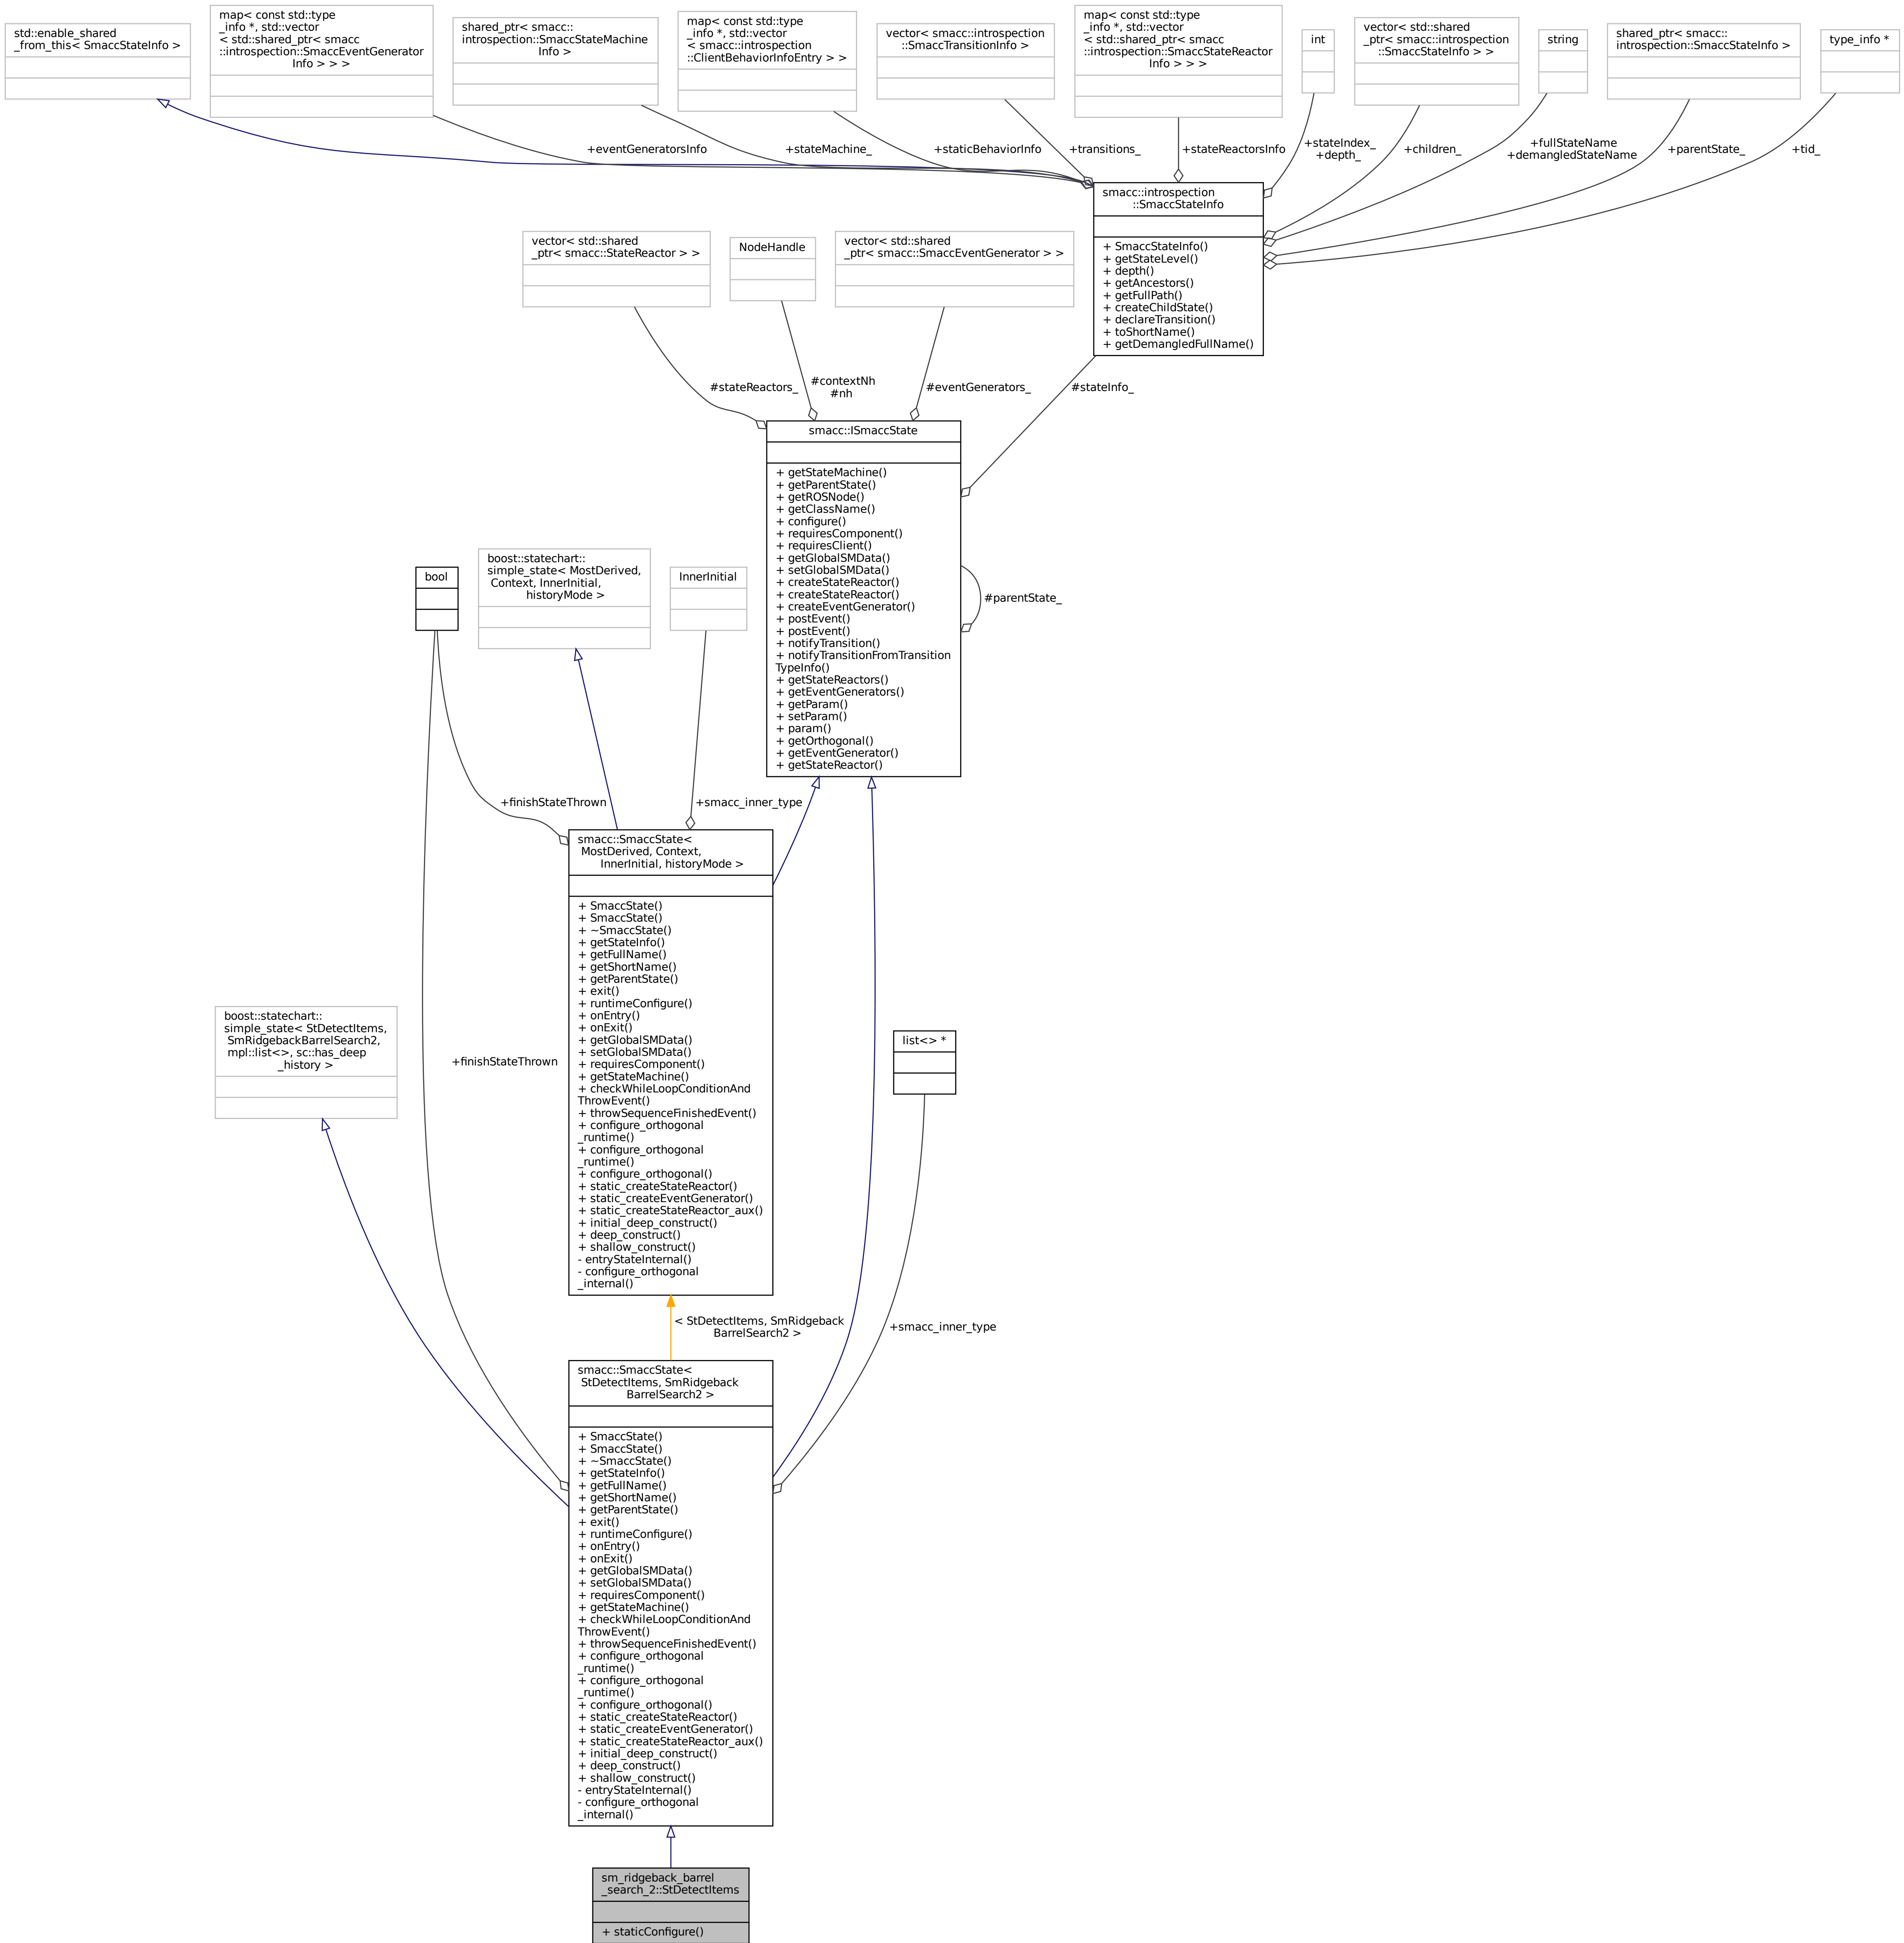 std::enable_shared
_from_this< SmaccStateInfo >
map< const std::type
_info *, std::vector
< std::shared_ptr< smacc
::introspection::SmaccEventGenerator
Info > > >
shared_ptr< smacc::
introspection::SmaccStateMachine
Info >
map< const std::type
_info *, std::vector
< smacc::introspection
::ClientBehaviorInfoEntry > >
vector< smacc::introspection
::SmaccTransitionInfo >
map< const std::type
_info *, std::vector
< std::shared_ptr< smacc
::introspection::SmaccStateReactor
Info > > >
int
vector< std::shared
_ptr< smacc::introspection
::SmaccStateInfo > >
string
shared_ptr< smacc::
introspection::SmaccStateInfo >
type_info *
+eventGeneratorsInfo
+stateMachine_
+staticBehaviorInfo
+transitions_
+stateReactorsInfo
+stateIndex_
+depth_
+children_
+fullStateName
+demangledStateName
+parentState_
+tid_
smacc::introspection
::SmaccStateInfo
+ SmaccStateInfo()
+ getStateLevel()
+ depth()
+ getAncestors()
+ getFullPath()
+ createChildState()
+ declareTransition()
+ toShortName()
+ getDemangledFullName()
vector< std::shared
_ptr< smacc::StateReactor > >
NodeHandle
vector< std::shared
_ptr< smacc::SmaccEventGenerator > >
#stateReactors_
#contextNh
#nh
#eventGenerators_
#stateInfo_
smacc::ISmaccState
+ getStateMachine()
+ getParentState()
+ getROSNode()
+ getClassName()
+ configure()
+ requiresComponent()
+ requiresClient()
+ getGlobalSMData()
+ setGlobalSMData()
+ createStateReactor()
+ createStateReactor()
+ createEventGenerator()
+ postEvent()
+ postEvent()
+ notifyTransition()
+ notifyTransitionFromTransition
TypeInfo()
+ getStateReactors()
+ getEventGenerators()
+ getParam()
+ setParam()
+ param()
+ getOrthogonal()
+ getEventGenerator()
+ getStateReactor()
#parentState_
bool
boost::statechart::
simple_state< MostDerived,
Context, InnerInitial,
historyMode >
InnerInitial
+finishStateThrown
+smacc_inner_type
smacc::SmaccState<
MostDerived, Context,
InnerInitial, historyMode >
+ SmaccState()
+ SmaccState()
+ ~SmaccState()
+ getStateInfo()
+ getFullName()
+ getShortName()
+ getParentState()
+ exit()
+ runtimeConfigure()
+ onEntry()
+ onExit()
+ getGlobalSMData()
+ setGlobalSMData()
+ requiresComponent()
+ getStateMachine()
+ checkWhileLoopConditionAnd
ThrowEvent()
+ throwSequenceFinishedEvent()
+ configure_orthogonal
_runtime()
+ configure_orthogonal
_runtime()
+ configure_orthogonal()
+ static_createStateReactor()
+ static_createEventGenerator()
+ static_createStateReactor_aux()
+ initial_deep_construct()
+ deep_construct()
+ shallow_construct()
- entryStateInternal()
- configure_orthogonal
_internal()
boost::statechart::
simple_state< StDetectItems,
SmRidgebackBarrelSearch2,
mpl::list<>, sc::has_deep
_history >
+finishStateThrown
list<> *
< StDetectItems, SmRidgeback
BarrelSearch2 >
+smacc_inner_type
smacc::SmaccState<
StDetectItems, SmRidgeback
BarrelSearch2 >
+ SmaccState()
+ SmaccState()
+ ~SmaccState()
+ getStateInfo()
+ getFullName()
+ getShortName()
+ getParentState()
+ exit()
+ runtimeConfigure()
+ onEntry()
+ onExit()
+ getGlobalSMData()
+ setGlobalSMData()
+ requiresComponent()
+ getStateMachine()
+ checkWhileLoopConditionAnd
ThrowEvent()
+ throwSequenceFinishedEvent()
+ configure_orthogonal
_runtime()
+ configure_orthogonal
_runtime()
+ configure_orthogonal()
+ static_createStateReactor()
+ static_createEventGenerator()
+ static_createStateReactor_aux()
+ initial_deep_construct()
+ deep_construct()
+ shallow_construct()
- entryStateInternal()
- configure_orthogonal
_internal()
sm_ridgeback_barrel
_search_2::StDetectItems
+ staticConfigure()